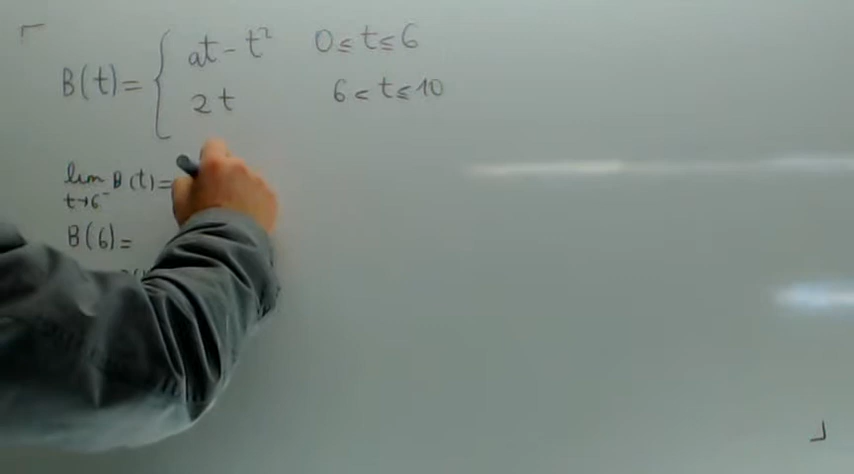 B(t) = { at - t²   0 ≤ t ≤ 6
2t   6 < t ≤ 10
lim B(t) =
t→6⁻
B(6) =